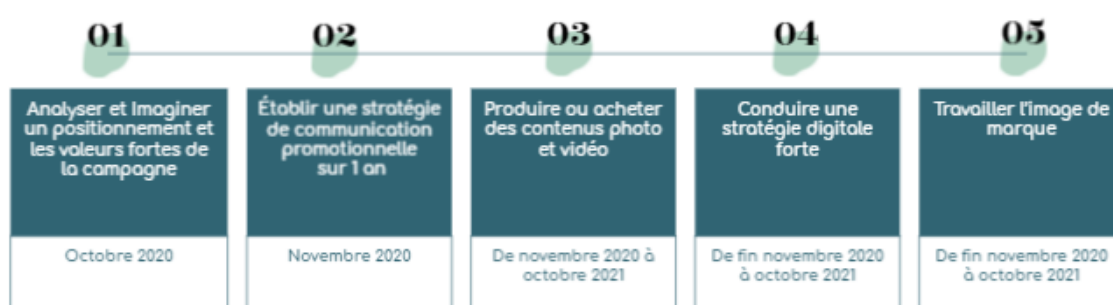 01
02
03
04
05
Analyser et Imaginer
un positionnement et
les valeurs fortes de
la campagne
Établir une stratégie
de communication
promotionnelle
sur 1 an
Produire ou acheter
des contenus photo
et vidéo
Conduire une
stratégie digitale
forte
Travailler l'image de
marque
Octobre 2020
Novembre 2020
De novembre 2020 à
octobre 2021
De fin novembre 2020
à octobre 2021
De fin novembre 2020
à octobre 2021